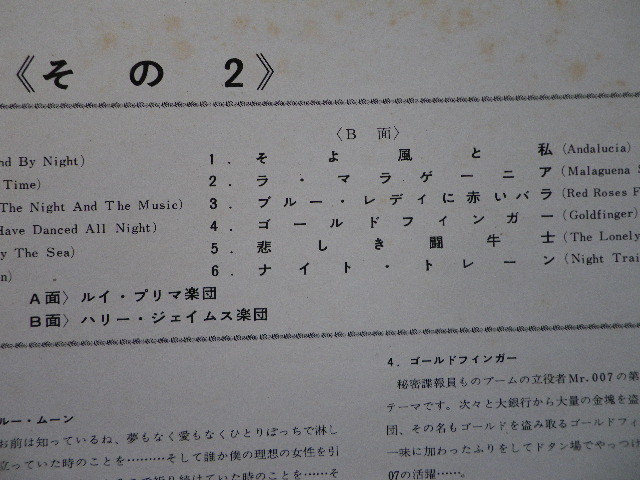 《その2》
〈B 面〉
nd By Night)
1. そよ風と私 (Andalucia)
Time)
2. ラ・マラゲーニア (Malaguena S
The Night And The Music)
3. ブルー・レディに赤いバラ (Red Roses F
Have Danced All Night)
4. ゴールドフィンガー (Goldfinger)
y The Sea)
5. 悲しき闘牛士 (The Lonely
n)
6. ナイト・トレーン (Night Trai
A面〉ルイ・プリマ楽団
B面〉ハリー・ジェイムス楽団
ルー・ムーン
お前は知っているね、夢もなく愛もなくひとりぼっちで淋し
立っていた時のことを………そして誰か僕の理想の女性を引
4. ゴールドフィンガー
秘密諜報員ものブームの立役者Mr. 007の第
テーマです。次々と大銀行から大量の金塊を盗
団、その名もゴールドを盗み取るゴールドフィ
一味に加わったふりをしてドタン場でやっつけ
07の活躍……。